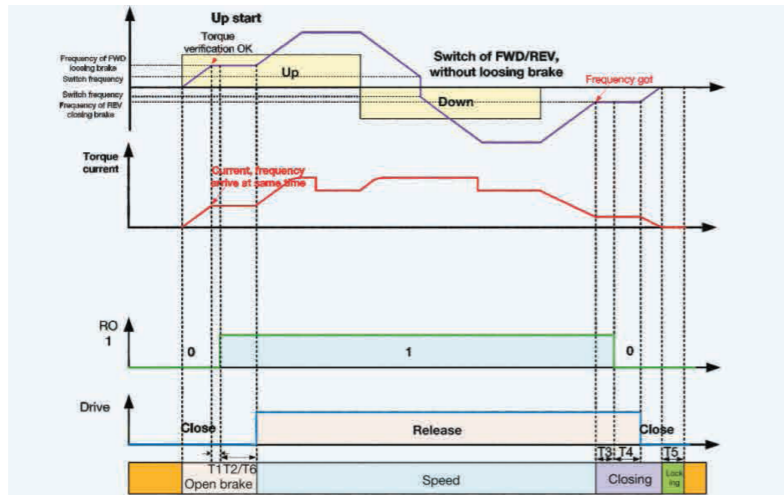 Up start
Torque
verification OK
Frequency of FWD
loosing brake
Switch frequency
Up
Switch of FWD/REV,
without loosing brake
Frequency got
Switch frequency
Frequency of REV
closing brake
Down
Torque
current
Current, frequency
arrive at same time
RO
1
0
1
0
Drive
Close
Release
Close
T1
T2/T6
T3
T4
T5
Open brake
Speed
Closing
Lock
ing